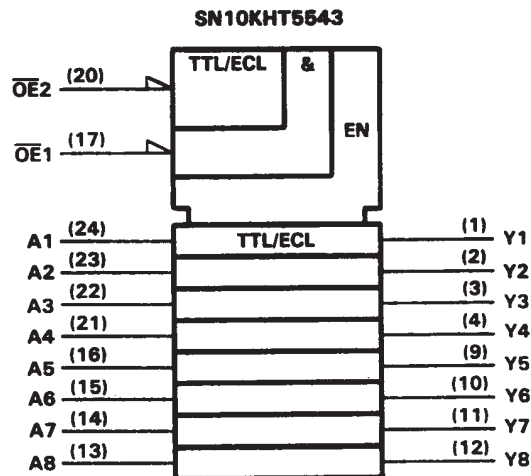 SN10KHT5543
TTL/ECL &
OE2 (20)
EN
OE1 (17)
A1 (24) TTL/ECL (1) Y1
A2 (23) (2) Y2
A3 (22) (3) Y3
A4 (21) (4) Y4
A5 (16) (9) Y5
A6 (15) (10) Y6
A7 (14) (11) Y7
A8 (13) (12) Y8